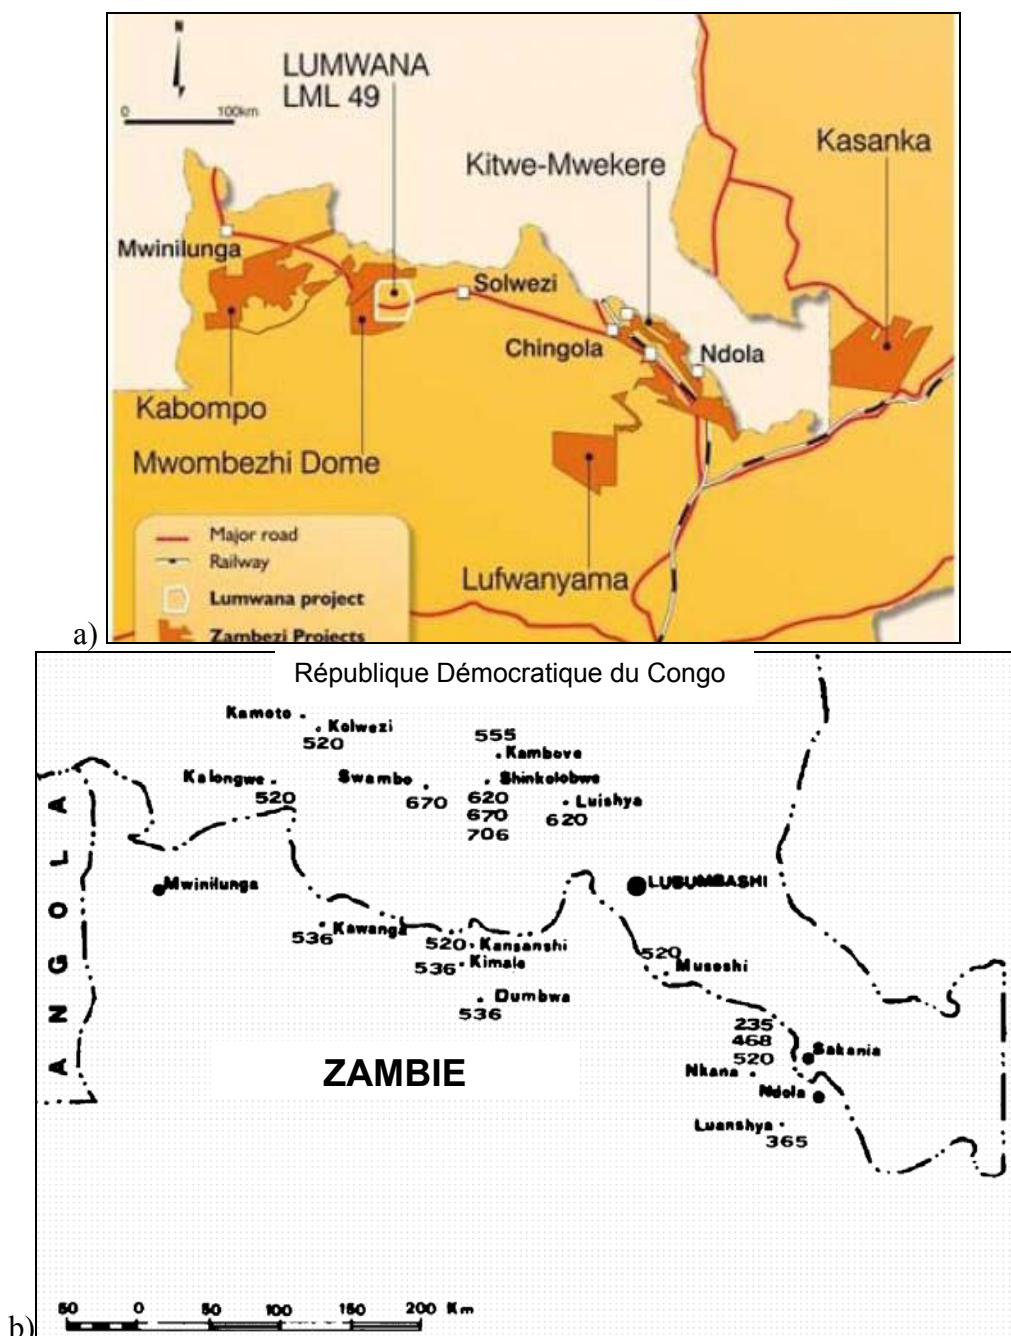 N
LUMWANA
LML 49
0 100km
Kitwe-Mwekere
Kasanka
Mwinilunga
Solwezi
Chingola
Ndola
Kabompo
Mwombezhi Dome
Lufwanyama
Major road
Railway
Lumwana project
Zambezi Projects
a)
République Démocratique du Congo
Kamoto
Kolwezi
520
555
Kambove
Kalongwe
520
Swambo
670
Shinkolobwe
620
670
706
Luishya
620
ANGOLA
Mwinilunga
LUBUMBASHI
Kawanga
536
520
Kansanshi
536
Kimale
Dumbwa
536
520
Musoshi
235
468
520
Sakania
Nkana
Ndola
Luanshya
365
ZAMBIE
50 0 50 100 150 200 Km
b)